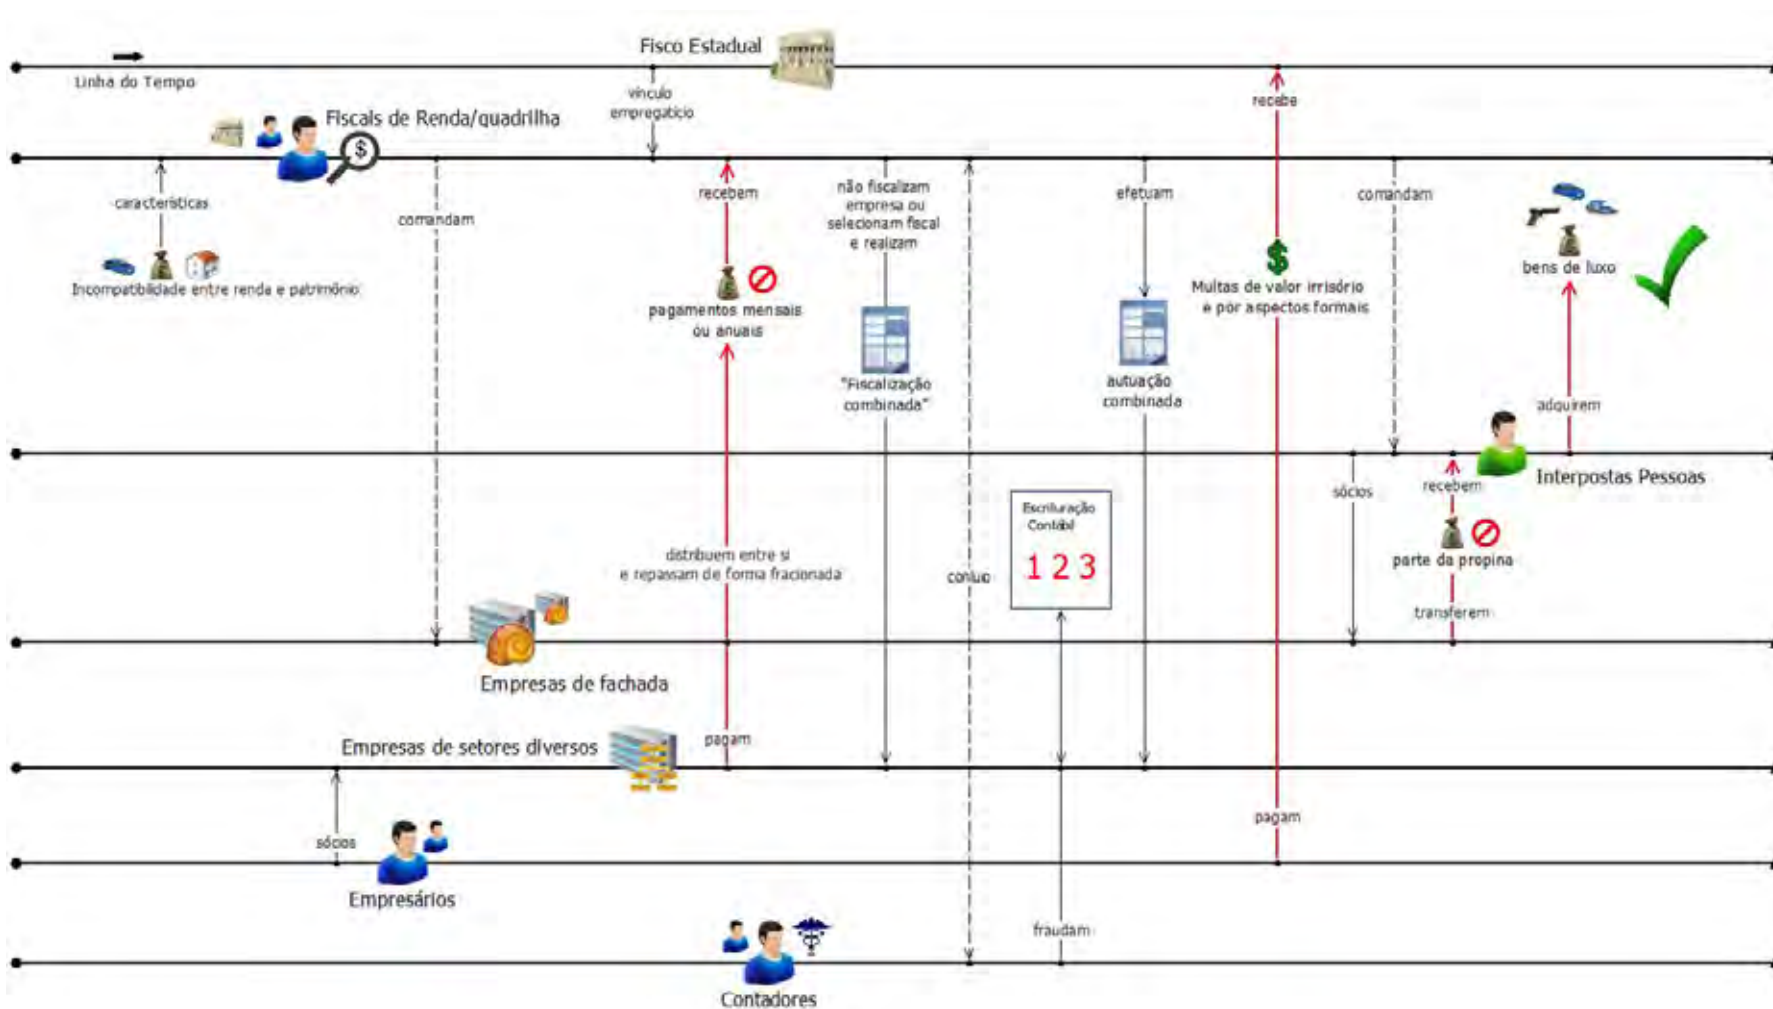 Fisco Estadual
Linha do Tempo
vínculo
empregatício
recebe
Fiscais de Renda/quadrilha
características
Incompatibilidade entre renda e patrimônio
comandam
recebem
pagamentos mensais
ou anuais
não fiscalizam
empresa ou
selecionam fiscal
e realizam
"Fiscalização
combinada"
efetuam
autuação
combinada
Multas de valor irrisório
e por aspectos formais
comandam
bens de luxo
adquirem
Interpostas Pessoas
sócios
recebem
parte da propina
transferem
Escrituração
Contábil
1 2 3
distribuem entre si
e repassam de forma fracionada
conluio
Empresas de fachada
Empresas de setores diversos
pagam
sócios
pagam
Empresários
fraudam
Contadores